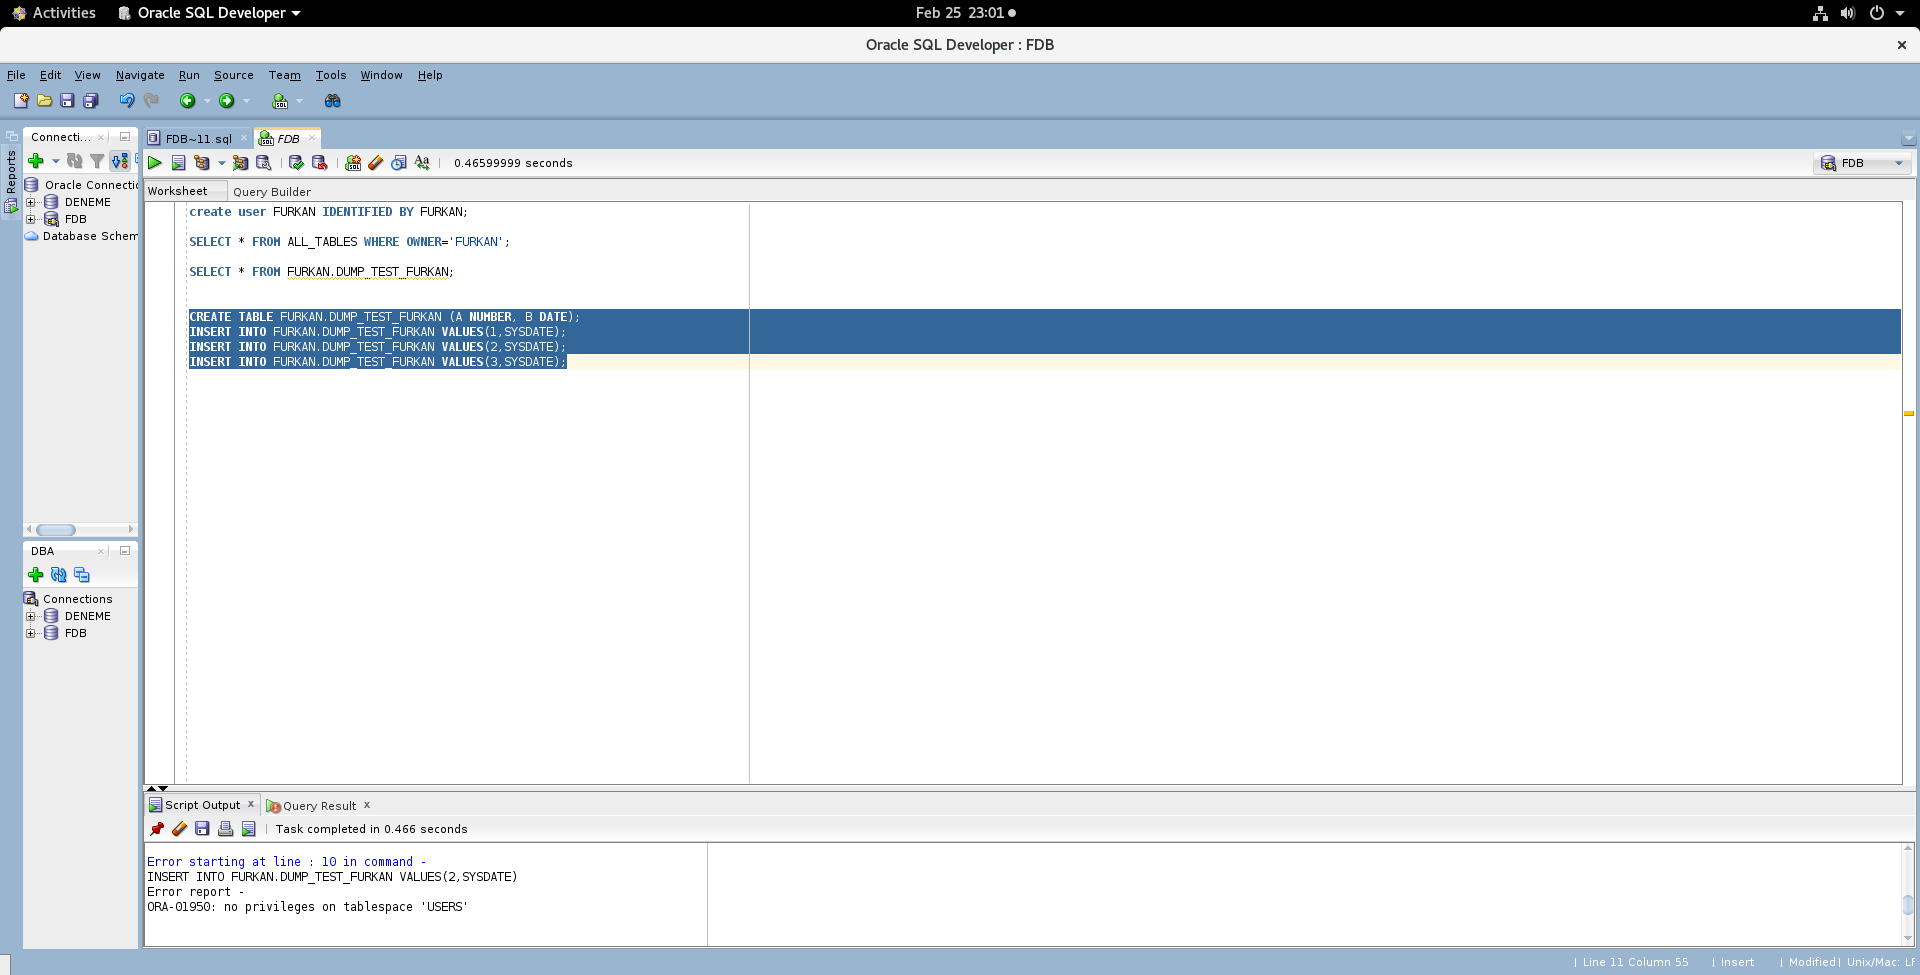 Activities
Oracle SQL Developer
Feb 25 23:01
Oracle SQL Developer : FDB
File Edit View Navigate Run Source Team Tools Window Help
Reports
Connecti...
Oracle Connectio
DENEME
FDB
Database Schem
DBA
Connections
DENEME
FDB
FDB~11.sql
FDB
0.46599999 seconds
FDB
Worksheet
Query Builder
create user FURKAN IDENTIFIED BY FURKAN;
SELECT * FROM ALL_TABLES WHERE OWNER='FURKAN';
SELECT * FROM FURKAN.DUMP_TEST_FURKAN;
CREATE TABLE FURKAN.DUMP_TEST_FURKAN (A NUMBER, B DATE);
INSERT INTO FURKAN.DUMP_TEST_FURKAN VALUES(1,SYSDATE);
INSERT INTO FURKAN.DUMP_TEST_FURKAN VALUES(2,SYSDATE);
INSERT INTO FURKAN.DUMP_TEST_FURKAN VALUES(3,SYSDATE);
Script Output
Query Result
Task completed in 0.466 seconds
Error starting at line : 10 in command -
INSERT INTO FURKAN.DUMP_TEST_FURKAN VALUES(2,SYSDATE)
Error report -
ORA-01950: no privileges on tablespace 'USERS'
| Line 11 Column 55 | Insert | Modified | Unix/Mac: LF